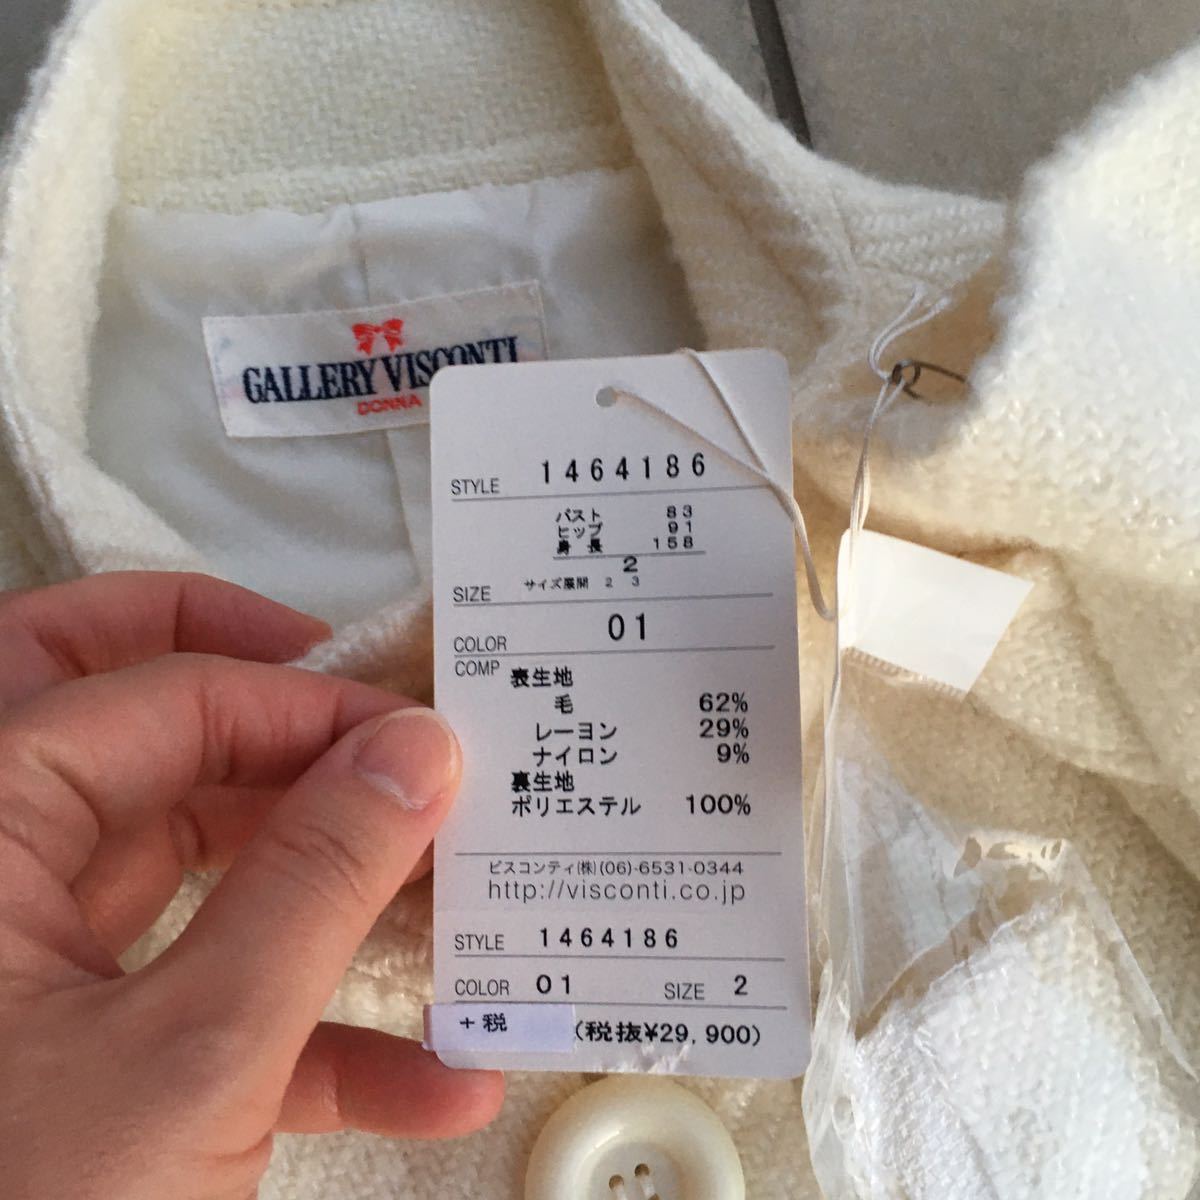 GALLERY VISCONTI
DONNA
STYLE 1464186
バスト 83
ヒップ 91
身長 158
2
SIZE サイズ展開 2 3
COLOR 01
COMP 表生地
毛 62%
レーヨン 29%
ナイロン 9%
裏生地
ポリエステル 100%
ビスコンティ(株)(06)-6531-0344
http://visconti.co.jp
STYLE 1464186
COLOR 01 SIZE 2
+税 (税抜¥29,900)